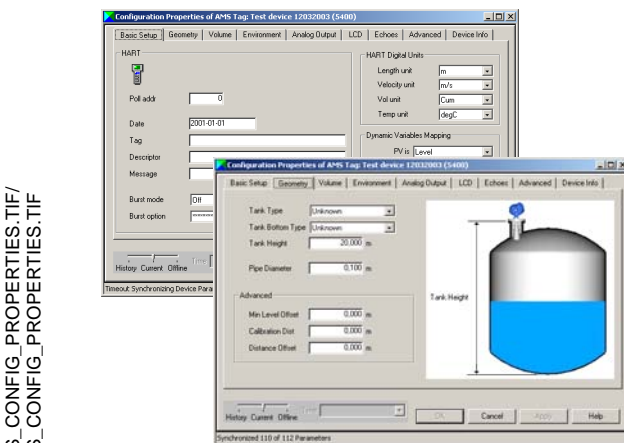 Configuration Properties of AMS Tag: Test device 12032003 (5400)
Basic Setup Geometry Volume Environment Analog Output LCD Echoes Advanced Device Info
HART
Poll addr 0
Date 2001-01-01
Tag
Descriptor
Message
Burst mode Off
Burst option
HART Digital Units
Length unit m
Velocity unit m/s
Vol unit Cum
Temp unit degC
Dynamic Variables Mapping
PV is Level
Time
History Current Offline
Timeout Synchronizing Device Para
Configuration Properties of AMS Tag: Test device 12032003 (5400)
Basic Setup Geometry Volume Environment Analog Output LCD Echoes Advanced Device Info
Tank Type Unknown
Tank Bottom Type Unknown
Tank Height 20,000 m
Pipe Diameter 0,100 m
Advanced
Min Level Offset 0,000 m
Calibration Dist 0,000 m
Distance Offset 0,000 m
Tank Height
History Current Offline
OK Cancel Apply Help
Synchronized 110 of 112 Parameters
S_CONFIG_PROPERTIES.TIF/
S_CONFIG_PROPERTIES.TIF